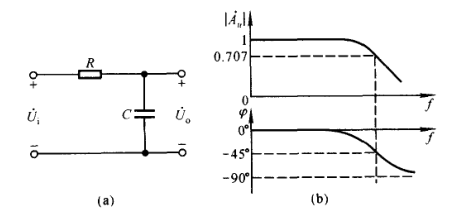 |Ȧᵤ|
1
0.707
0
f
φ
0°
f
-45°
-90°
R
+
+
U̇ᵢ
C
U̇ₒ
−
−
(a)
(b)